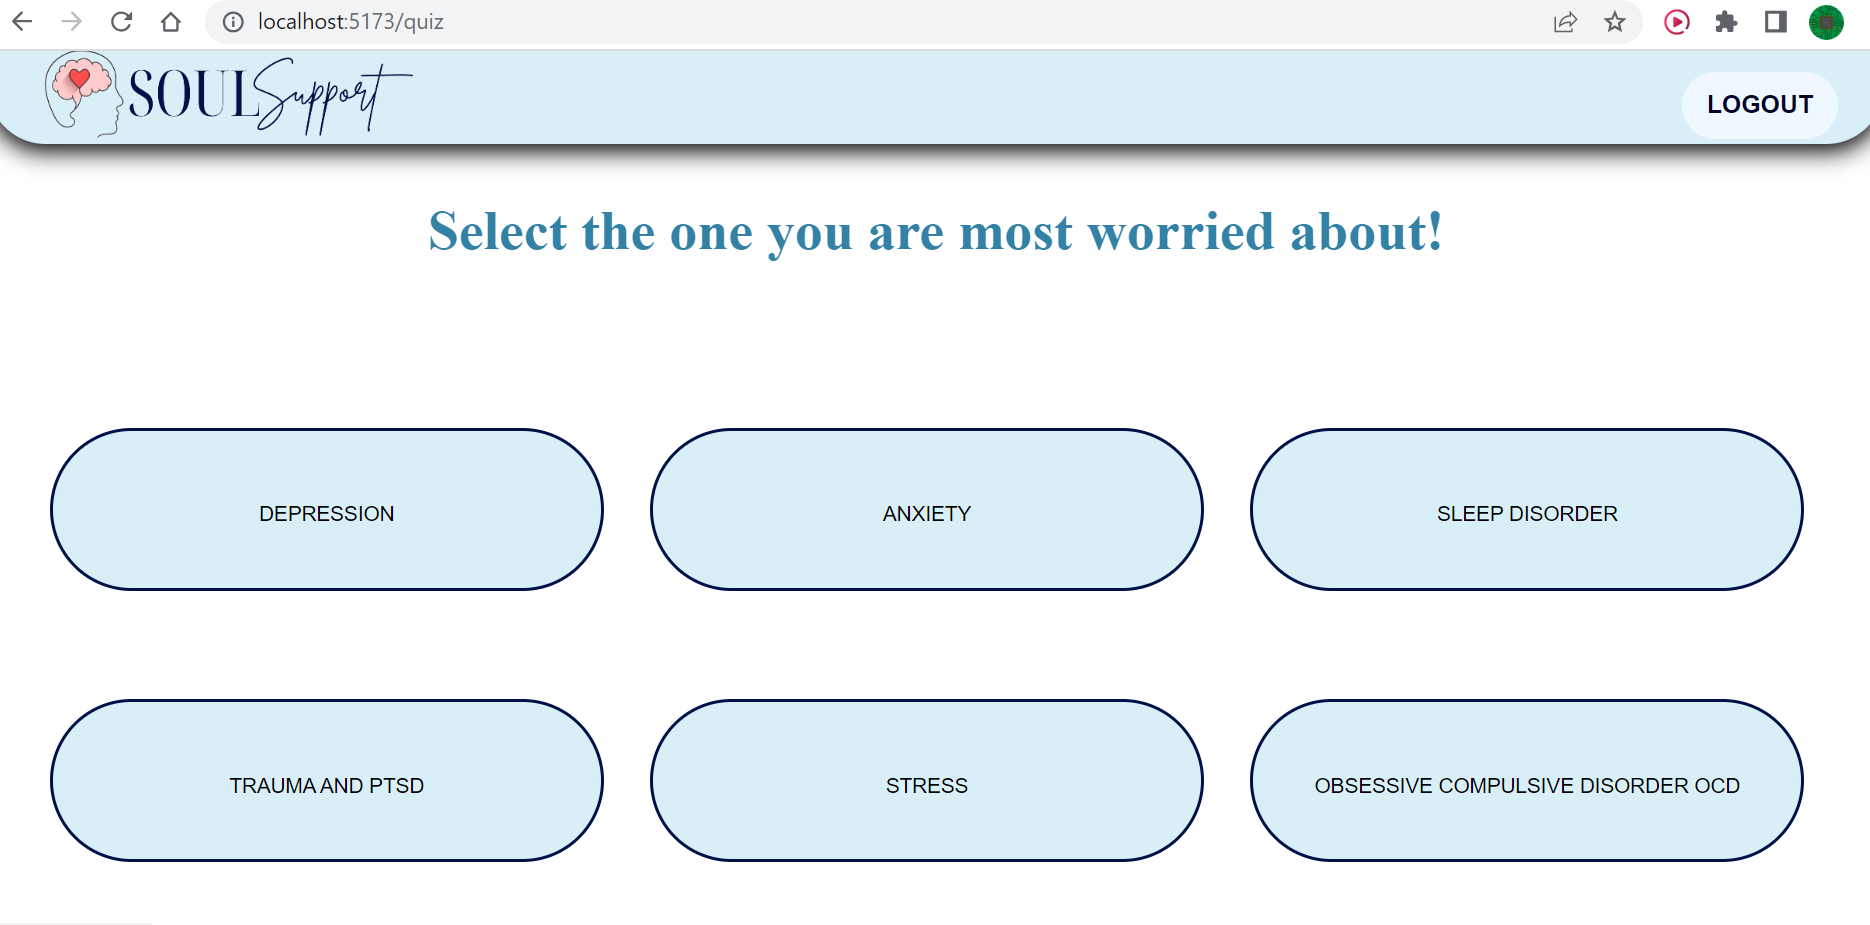 localhost:5173/quiz
SOUL Support
LOGOUT
Select the one you are most worried about!
DEPRESSION
ANXIETY
SLEEP DISORDER
TRAUMA AND PTSD
STRESS
OBSESSIVE COMPULSIVE DISORDER OCD